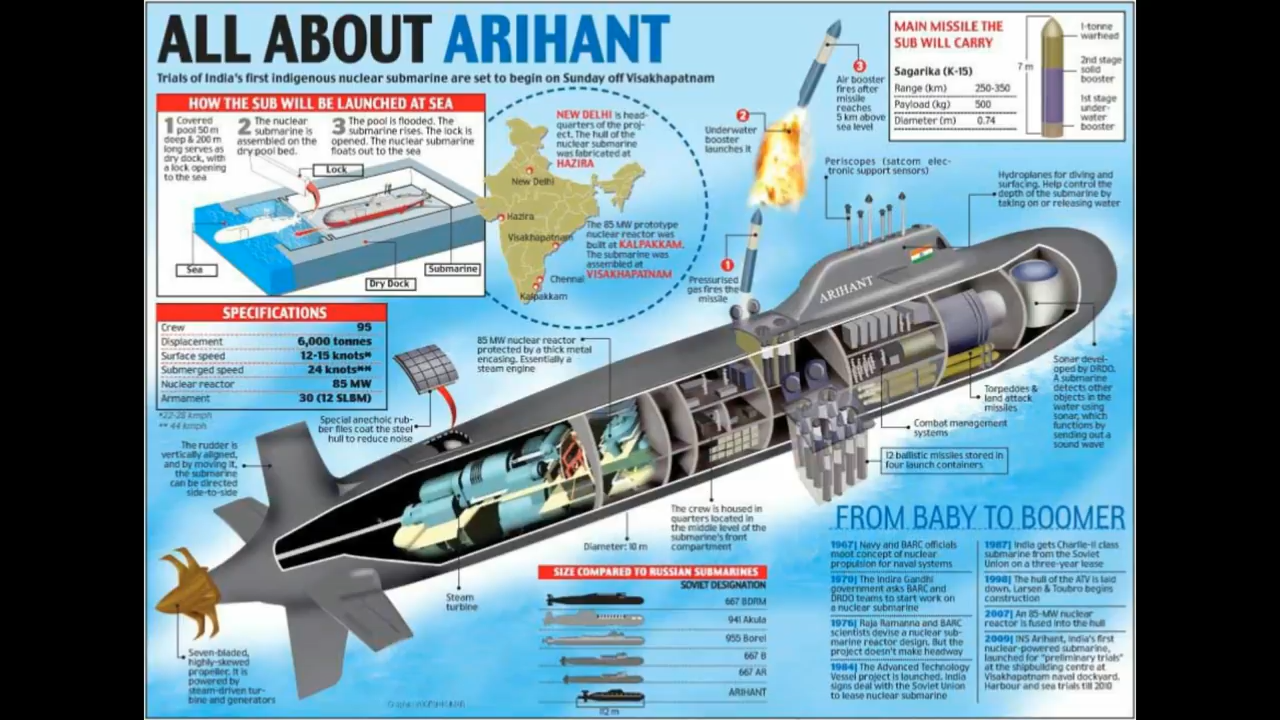 ALL ABOUT ARIHANT
Trials of India's first indigenous nuclear submarine are set to begin on Sunday off Visakhapatnam
HOW THE SUB WILL BE LAUNCHED AT SEA
1 Covered
pool 50 m
deep & 200 m
long serves as
dry dock, with
a lock opening
to the sea
2 The nuclear
submarine is
assembled on the
dry pool bed.
3 The pool is flooded. The
submarine rises. The lock is
opened. The nuclear submarine
floats out to the sea
Lock
Sea
Submarine
Dry Dock
NEW DELHI is head-
quarters of the proj-
ect. The hull of the
nuclear submarine
was fabricated at
HAZIRA
New Delhi
Hazira
Visakhapatnam
Chennai
Kalpakkam
The 85 MW prototype
nuclear reactor was
built at KALPAKKAM.
The submarine was
assembled at
VISAKHAPATNAM
1
Pressurised
gas fires the
missile
2
Underwater
booster
launches it
3
Air booster
fires after
missile
reaches
5 km above
sea level
MAIN MISSILE THE
SUB WILL CARRY
Sagarika (K-15)
Range (km) 250-350
Payload (kg) 500
Diameter (m) 0.74
7 m
1-tonne
warhead
2nd stage
solid
booster
1st stage
under-
water
booster
Periscopes (satcom elec-
tronic support sensors)
Hydroplanes for diving and
surfacing. Help control the
depth of the submarine by
taking on or releasing water
ARIHANT
SPECIFICATIONS
Crew 95
Displacement 6,000 tonnes
Surface speed 12-15 knots*
Submerged speed 24 knots**
Nuclear reactor 85 MW
Armament 30 (12 SLBM)
*22-28 kmph
** 44 kmph
85 MW nuclear reactor
protected by a thick metal
encasing. Essentially a
steam engine
Special anechoic rub-
ber tiles coat the steel
hull to reduce noise
The rudder is
vertically aligned,
and by moving it,
the submarine
can be directed
side-to-side
Sonar devel-
oped by DRDO.
A submarine
detects other
objects in the
water using
sonar, which
functions by
sending out a
sound wave
Torpedoes &
land attack
missiles
Combat management
systems
12 ballistic missiles stored in
four launch containers
The crew is housed in
quarters located in
the middle level of the
submarine's front
compartment
Diameter: 10 m
Steam
turbine
Seven-bladed,
highly-skewed
propeller. It is
powered by
steam-driven tur-
bine and generators
SIZE COMPARED TO RUSSIAN SUBMARINES
SOVIET DESIGNATION
667 BDRM
941 Akula
955 Borei
667 B
667 AR
ARIHANT
112 m
FROM BABY TO BOOMER
1967| Navy and BARC officials
moot concept of nuclear
propulsion for naval systems
1970| The Indira Gandhi
government asks BARC and
DRDO teams to start work on
a nuclear submarine
1976| Raja Ramanna and BARC
scientists devise a nuclear sub-
marine reactor design. But the
project doesn't make headway
1984| The Advanced Technology
Vessel project is launched. India
signs deal with the Soviet Union
to lease nuclear submarine
1987| India gets Charlie-II class
submarine from the Soviet
Union on a three-year lease
1998| The hull of the ATV is laid
down, Larsen & Toubro begins
construction
2007| An 85-MW nuclear
reactor is fused into the hull
2009| INS Arihant, India's first
nuclear-powered submarine,
launched for "preliminary trials"
at the shipbuilding centre at
Visakhapatnam naval dockyard.
Harbour and sea trials till 2010